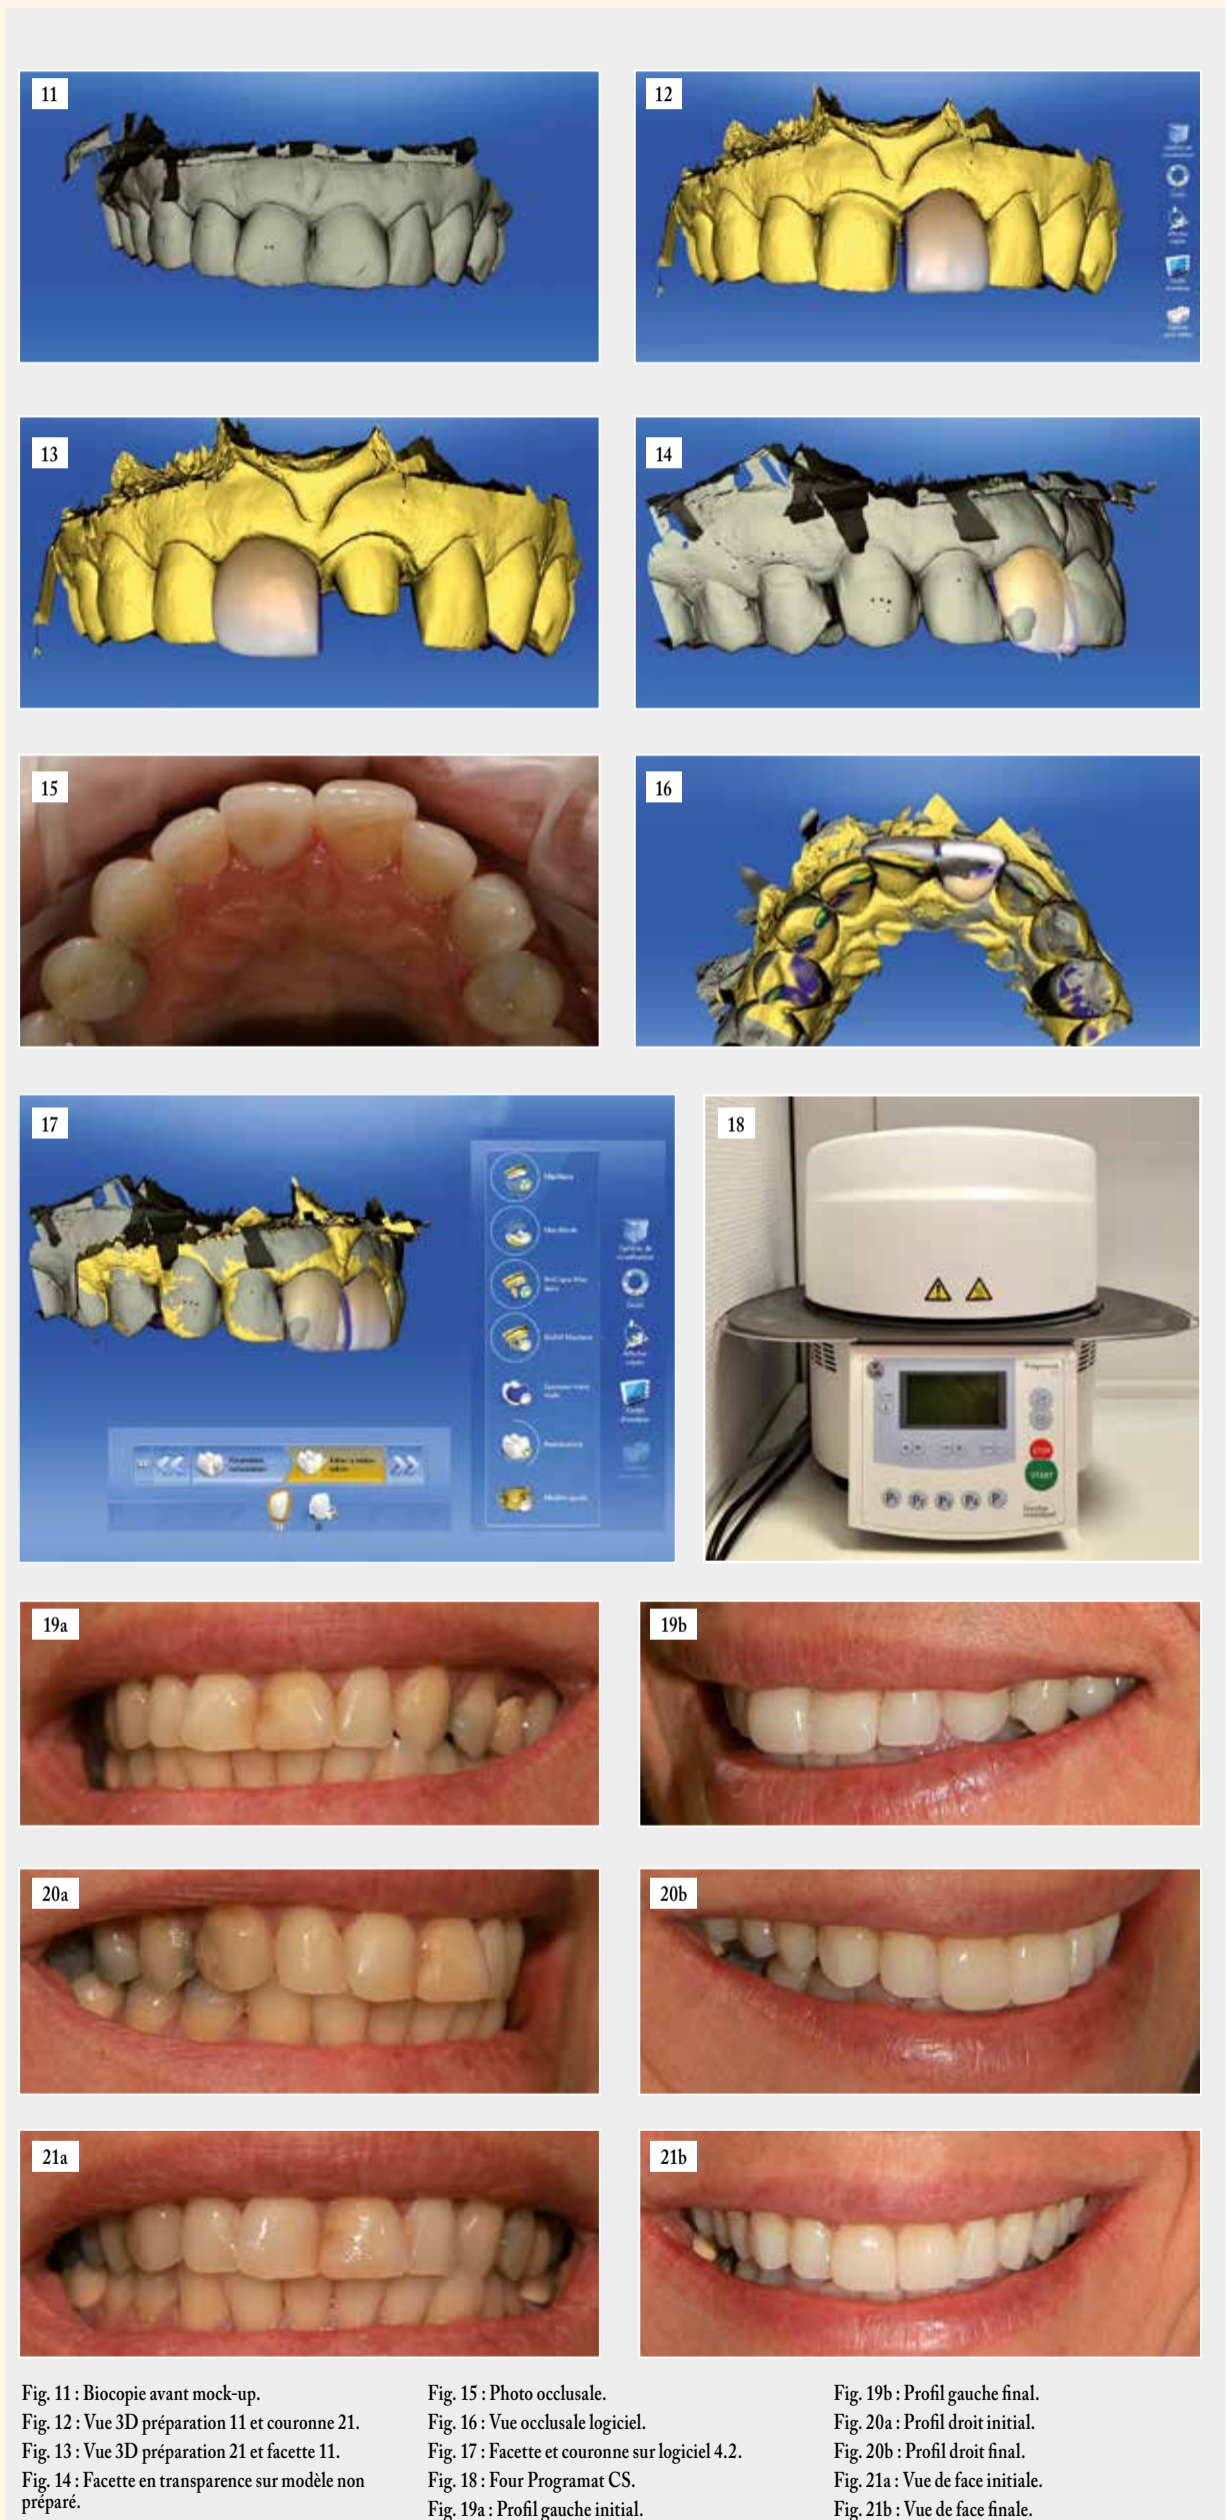 11
12
13
14
15
16
17
18
STOP
START
P1 P2 P3 P4 P
19a
19b
20a
20b
21a
21b
Fig. 11 : Biocopie avant mock-up.
Fig. 12 : Vue 3D préparation 11 et couronne 21.
Fig. 13 : Vue 3D préparation 21 et facette 11.
Fig. 14 : Facette en transparence sur modèle non
préparé.
Fig. 15 : Photo occlusale.
Fig. 16 : Vue occlusale logiciel.
Fig. 17 : Facette et couronne sur logiciel 4.2.
Fig. 18 : Four Programat CS.
Fig. 19a : Profil gauche initial.
Fig. 19b : Profil gauche final.
Fig. 20a : Profil droit initial.
Fig. 20b : Profil droit final.
Fig. 21a : Vue de face initiale.
Fig. 21b : Vue de face finale.